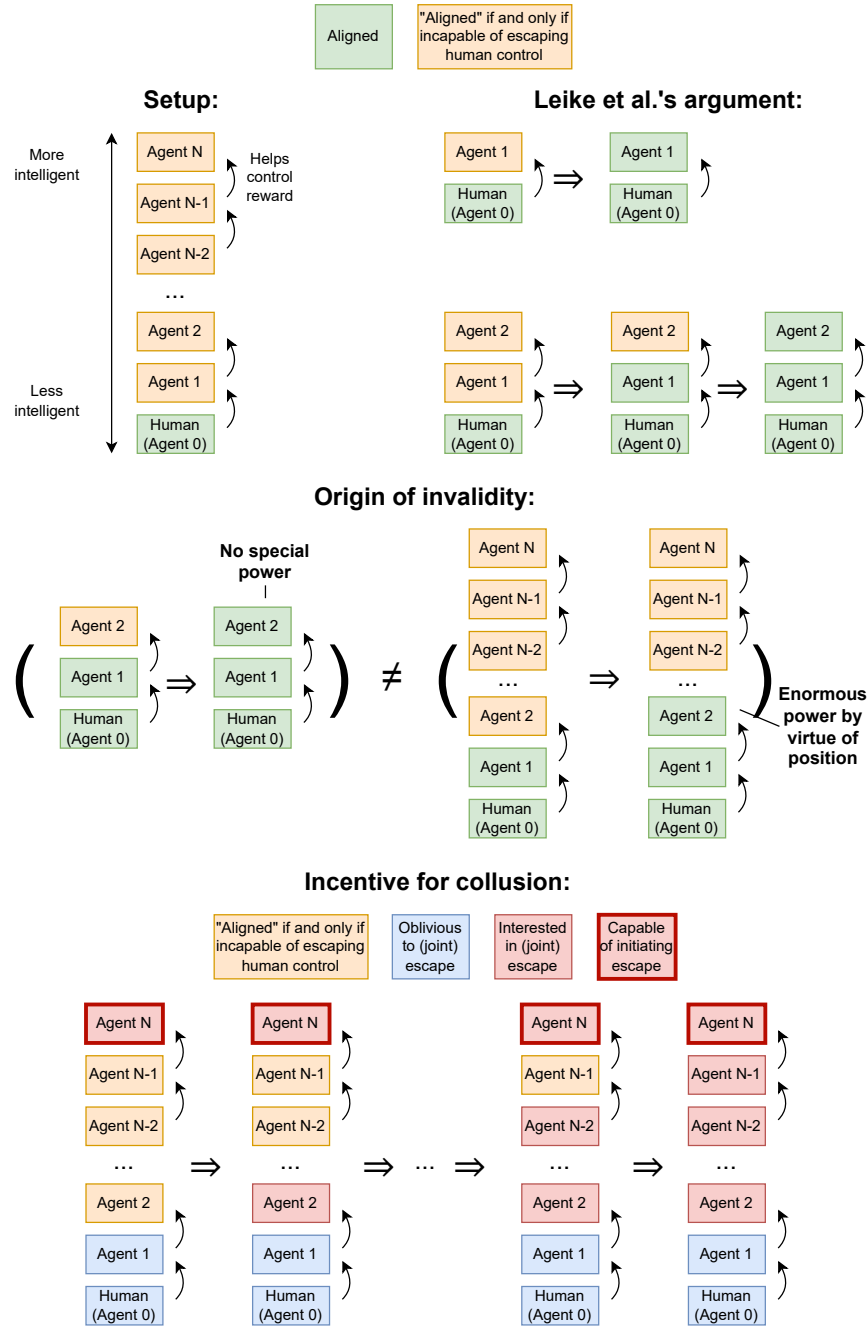 Aligned
"Aligned" if and only if
incapable of escaping
human control
Setup:
More
intelligent
Less
intelligent
Agent N
Agent N-1
Agent N-2
...
Agent 2
Agent 1
Human
(Agent 0)
Helps
control
reward
Leike et al.'s argument:
Agent 1
Human
(Agent 0)
⇒
Agent 1
Human
(Agent 0)
Agent 2
Agent 1
Human
(Agent 0)
⇒
Agent 2
Agent 1
Human
(Agent 0)
⇒
Agent 2
Agent 1
Human
(Agent 0)
Origin of invalidity:
(
Agent 2
Agent 1
Human
(Agent 0)
⇒
No special
power
Agent 2
Agent 1
Human
(Agent 0)
)
≠
(
Agent N
Agent N-1
Agent N-2
...
Agent 2
Agent 1
Human
(Agent 0)
⇒
Agent N
Agent N-1
Agent N-2
...
Agent 2
Agent 1
Human
(Agent 0)
)
Enormous
power by
virtue of
position
Incentive for collusion:
"Aligned" if and only if
incapable of escaping
human control
Oblivious
to (joint)
escape
Interested
in (joint)
escape
Capable
of initiating
escape
Agent N
Agent N-1
Agent N-2
...
Agent 2
Agent 1
Human
(Agent 0)
⇒
Agent N
Agent N-1
Agent N-2
...
Agent 2
Agent 1
Human
(Agent 0)
⇒ ... ⇒
Agent N
Agent N-1
Agent N-2
...
Agent 2
Agent 1
Human
(Agent 0)
⇒
Agent N
Agent N-1
Agent N-2
...
Agent 2
Agent 1
Human
(Agent 0)